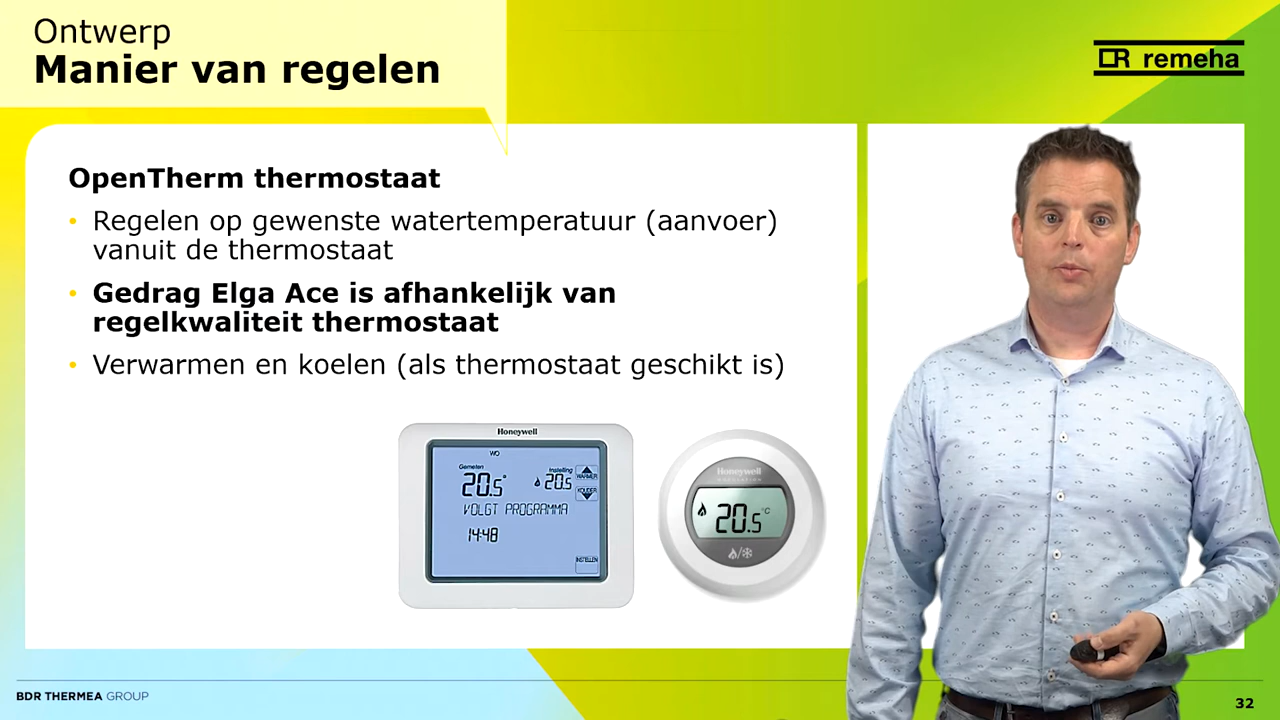 Ontwerp
Manier van regelen
remeha
OpenTherm thermostaat
• Regelen op gewenste watertemperatuur (aanvoer)
vanuit de thermostaat
• Gedrag Elga Ace is afhankelijk van
regelkwaliteit thermostaat
• Verwarmen en koelen (als thermostaat geschikt is)
Honeywell
WO
Gemeten
Instelling
20.5°
20.5
WARMER
KOUDER
VOLGT PROGRAMMA
14:48
INSTELLEN
Honeywell
20.5 °C
BDR THERMEA GROUP
32